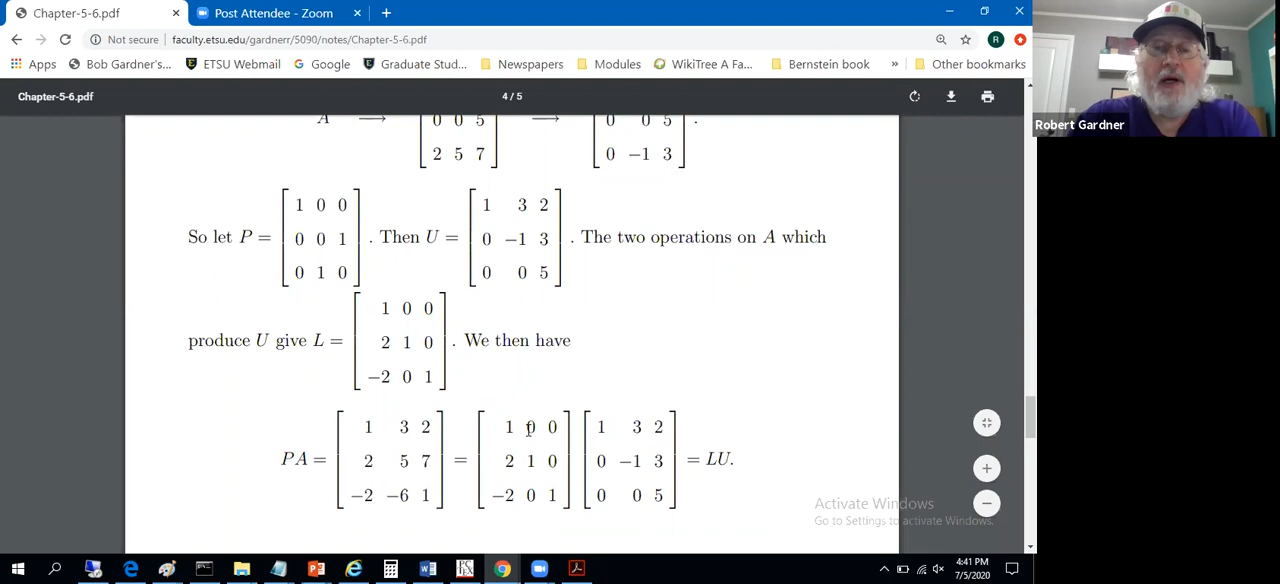 Chapter-5-6.pdf × Post Attendee - Zoom × +
Not secure | faculty.etsu.edu/gardnerr/5090/notes/Chapter-5-6.pdf R
Apps Bob Gardner's... ETSU Webmail Google Graduate Stud... Newspapers Modules WikiTree A Fa... Bernstein book » Other bookmarks
Chapter-5-6.pdf 4 / 5
Robert Gardner
A ⟶ [0 0 5 ⟶ [0 0 5 .
2 5 7] 0 −1 3]
So let P = [1 0 0; 0 0 1; 0 1 0]. Then U = [1 3 2; 0 −1 3; 0 0 5]. The two operations on A which
produce U give L = [1 0 0; 2 1 0; −2 0 1]. We then have
PA = [1 3 2; 2 5 7; −2 −6 1] = [1 0 0; 2 1 0; −2 0 1] [1 3 2; 0 −1 3; 0 0 5] = LU.
Activate Windows
Go to Settings to activate Windows.
4:41 PM
7/5/2020